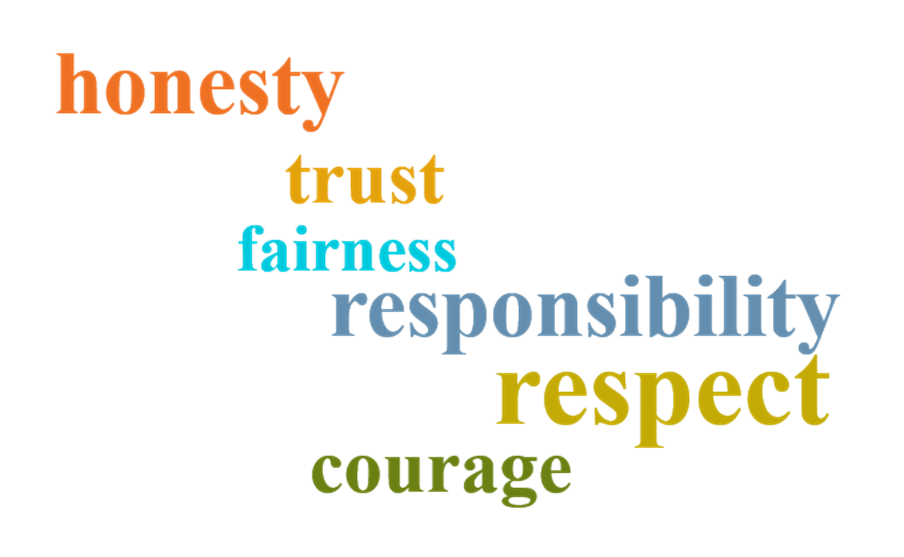 honesty
trust
fairness
responsibility
respect
courage